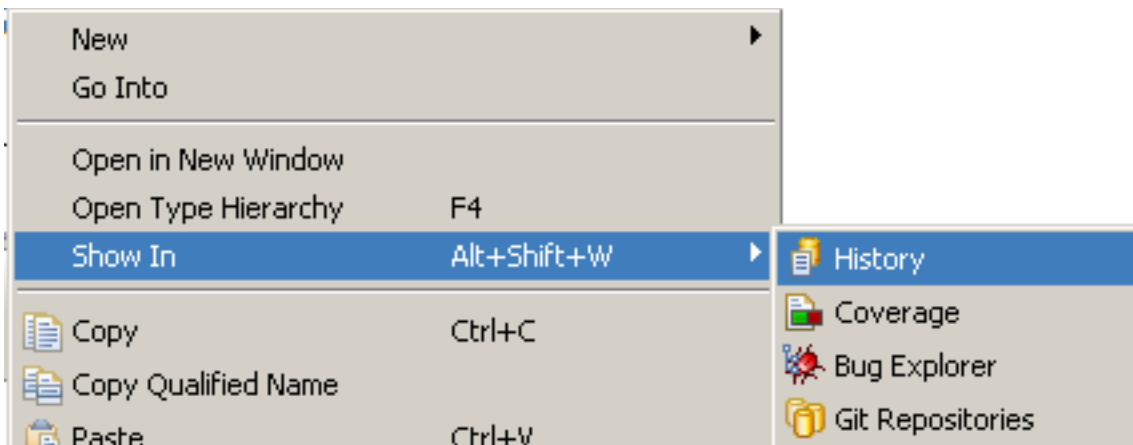 New
Go Into
Open in New Window
Open Type Hierarchy F4
Show In Alt+Shift+W
History
Coverage
Bug Explorer
Git Repositories
Copy Ctrl+C
Copy Qualified Name
Paste Ctrl+V